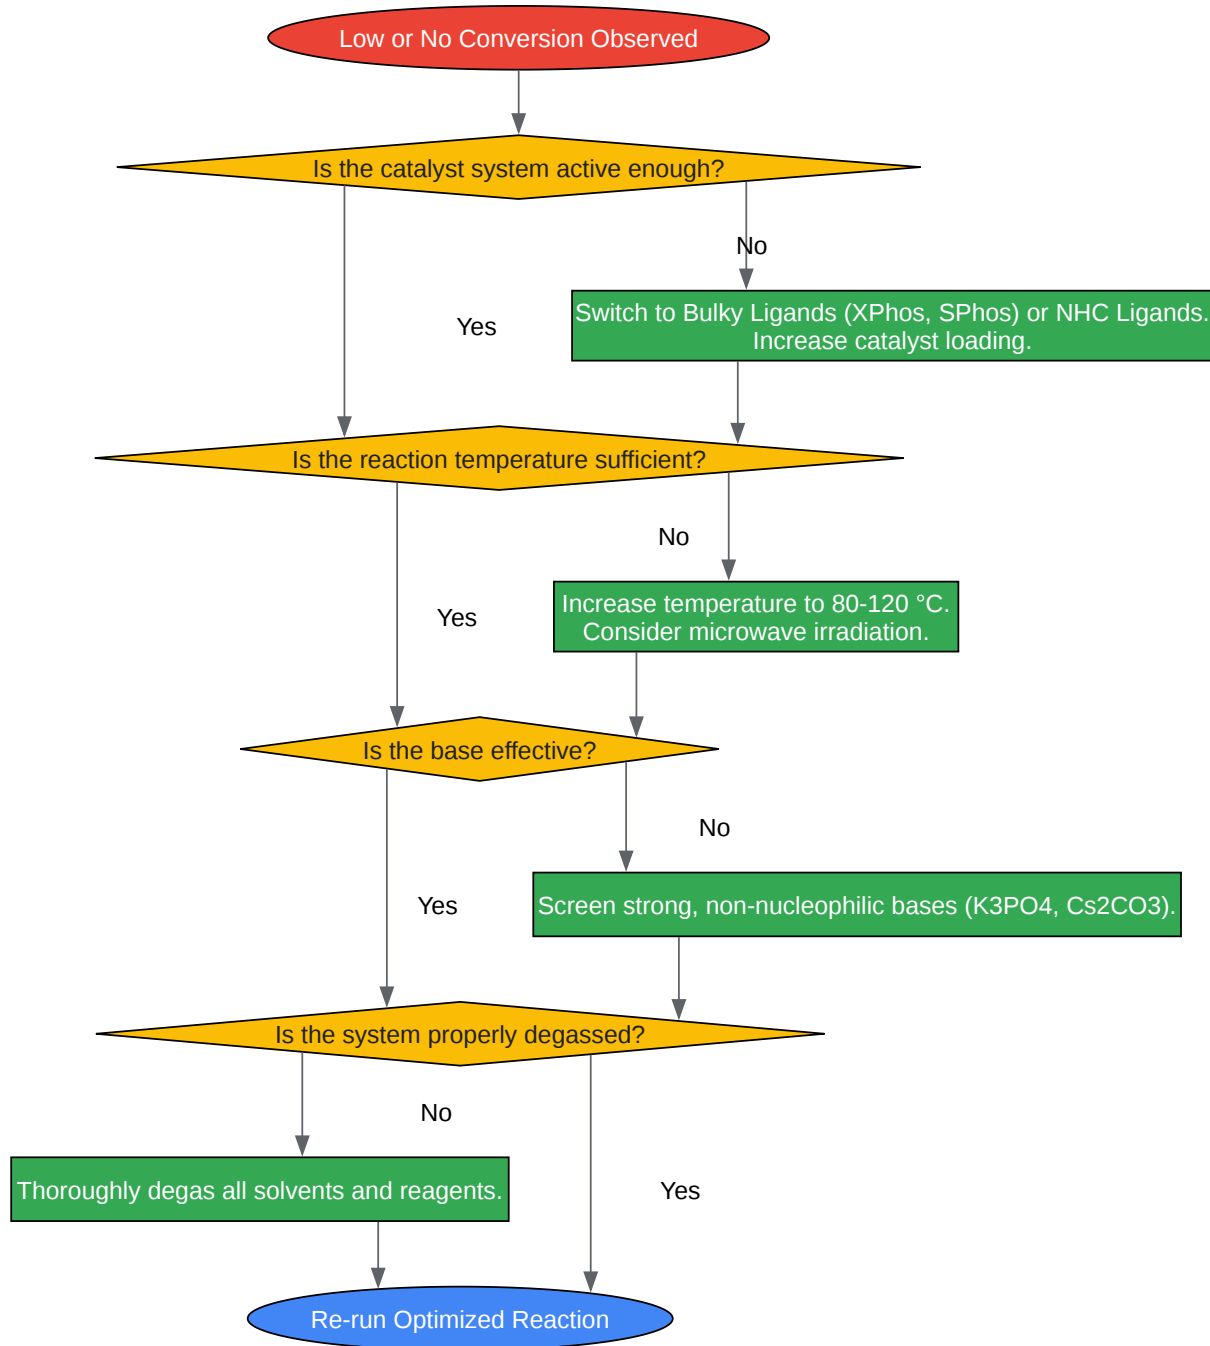 Low or No Conversion Observed
Is the catalyst system active enough?
No
Yes
Switch to Bulky Ligands (XPhos, SPhos) or NHC Ligands.
Increase catalyst loading.
Is the reaction temperature sufficient?
No
Yes
Increase temperature to 80-120 °C.
Consider microwave irradiation.
Is the base effective?
No
Yes
Screen strong, non-nucleophilic bases (K3PO4, Cs2CO3).
Is the system properly degassed?
No
Yes
Thoroughly degas all solvents and reagents.
Re-run Optimized Reaction